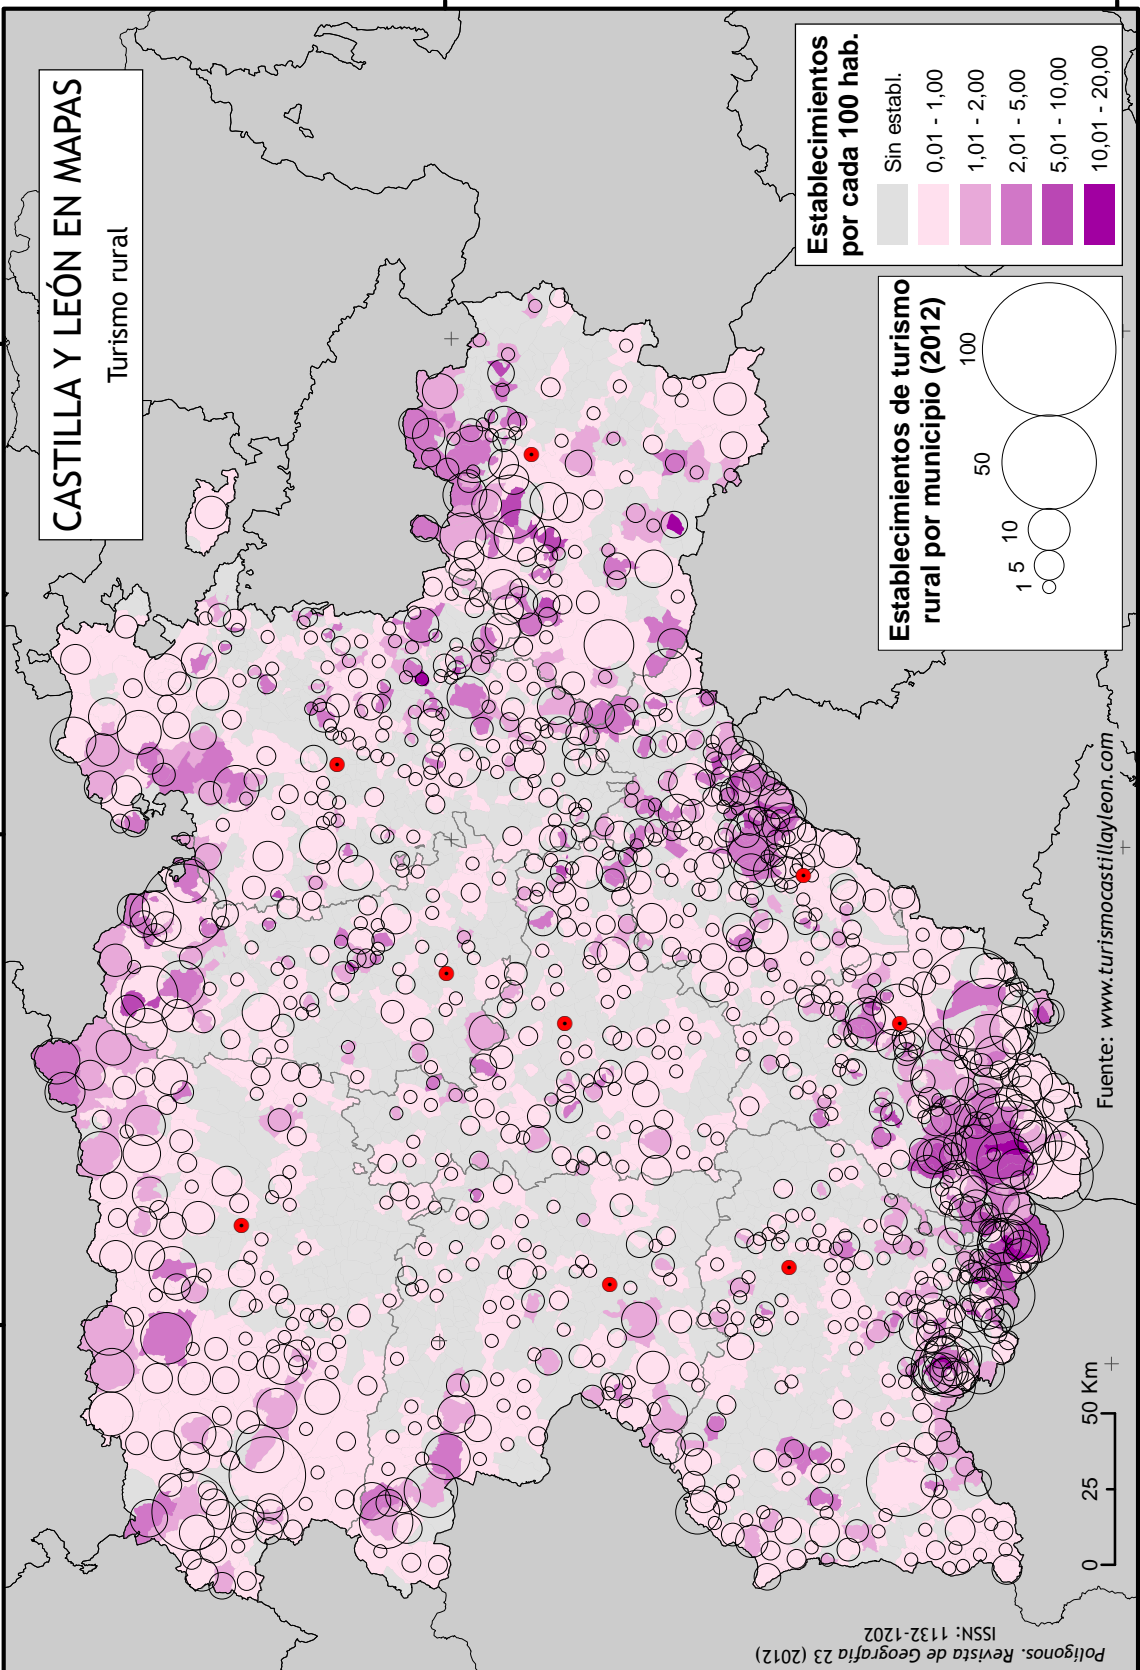 CASTILLA Y LEÓN EN MAPAS
Turismo rural
Establecimientos
por cada 100 hab.
Sin establ.
0,01 - 1,00
1,01 - 2,00
2,01 - 5,00
5,01 - 10,00
10,01 - 20,00
Establecimientos de turismo
rural por municipio (2012)
1 5 10 50 100
Fuente: www.turismocastillayleon.com
0 25 50 Km
Polígonos. Revista de Geografía 23 (2012)
ISSN: 1132-1202